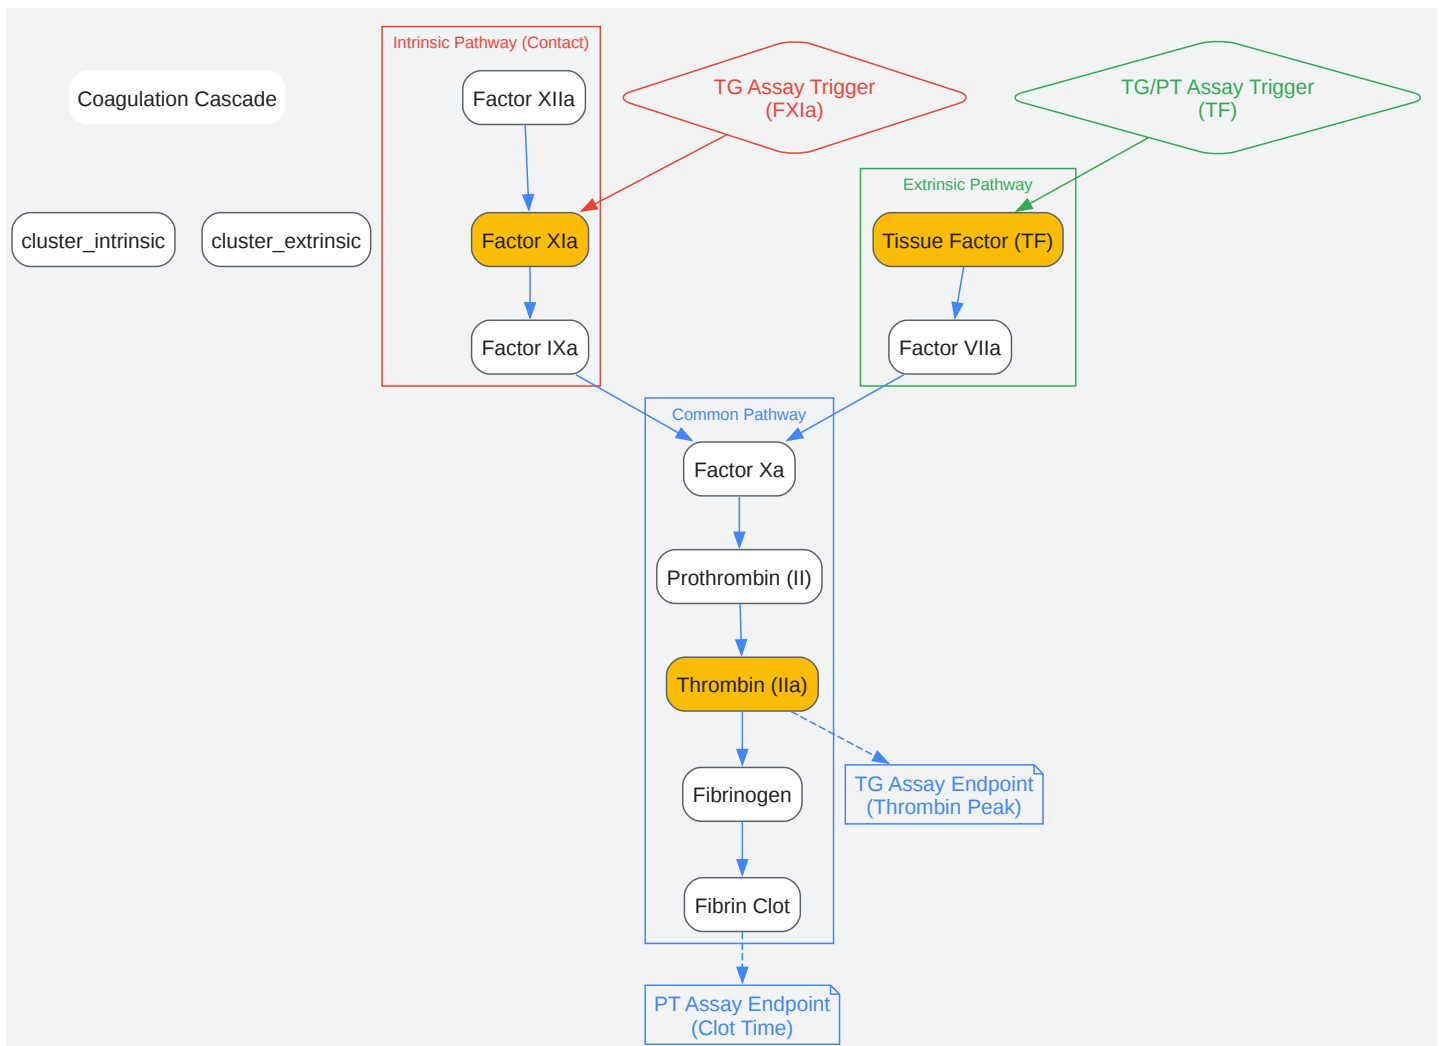 Intrinsic Pathway (Contact)
Coagulation Cascade
Factor XIIa
TG Assay Trigger
(FXIa)
TG/PT Assay Trigger
(TF)
Extrinsic Pathway
cluster_intrinsic
cluster_extrinsic
Factor XIa
Tissue Factor (TF)
Factor IXa
Factor VIIa
Common Pathway
Factor Xa
Prothrombin (II)
Thrombin (IIa)
Fibrinogen
TG Assay Endpoint
(Thrombin Peak)
Fibrin Clot
PT Assay Endpoint
(Clot Time)